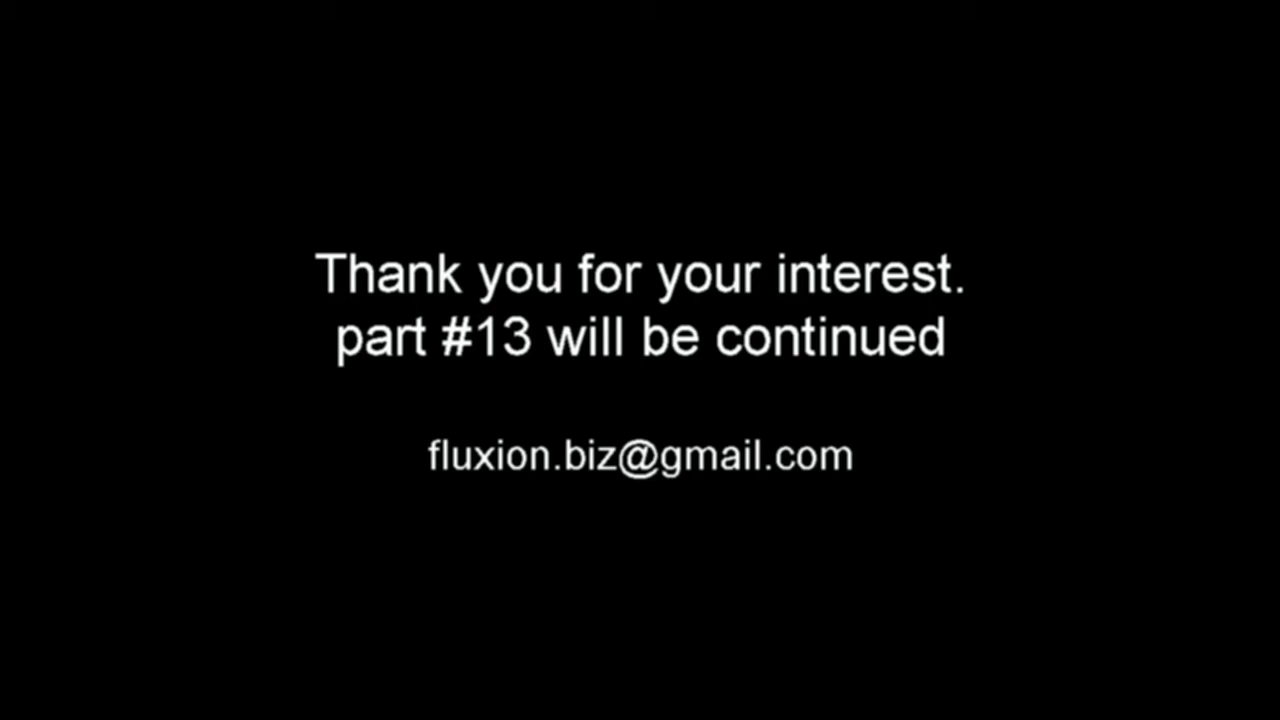 Thank you for your interest.
part #13 will be continued
fluxion.biz@gmail.com